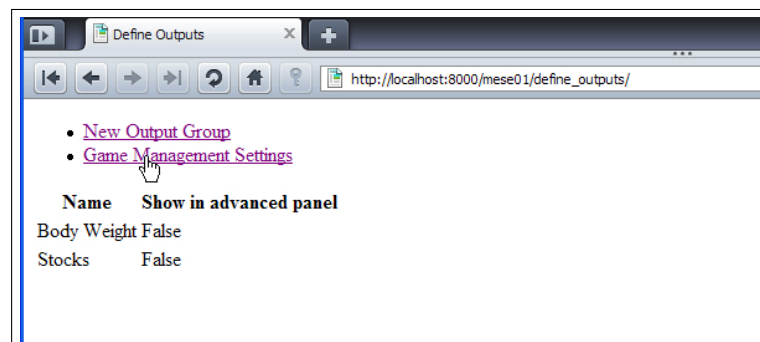 Define Outputs
http://localhost:8000/mese01/define_outputs/
New Output Group
Game Management Settings
Name Show in advanced panel
Body Weight False
Stocks False